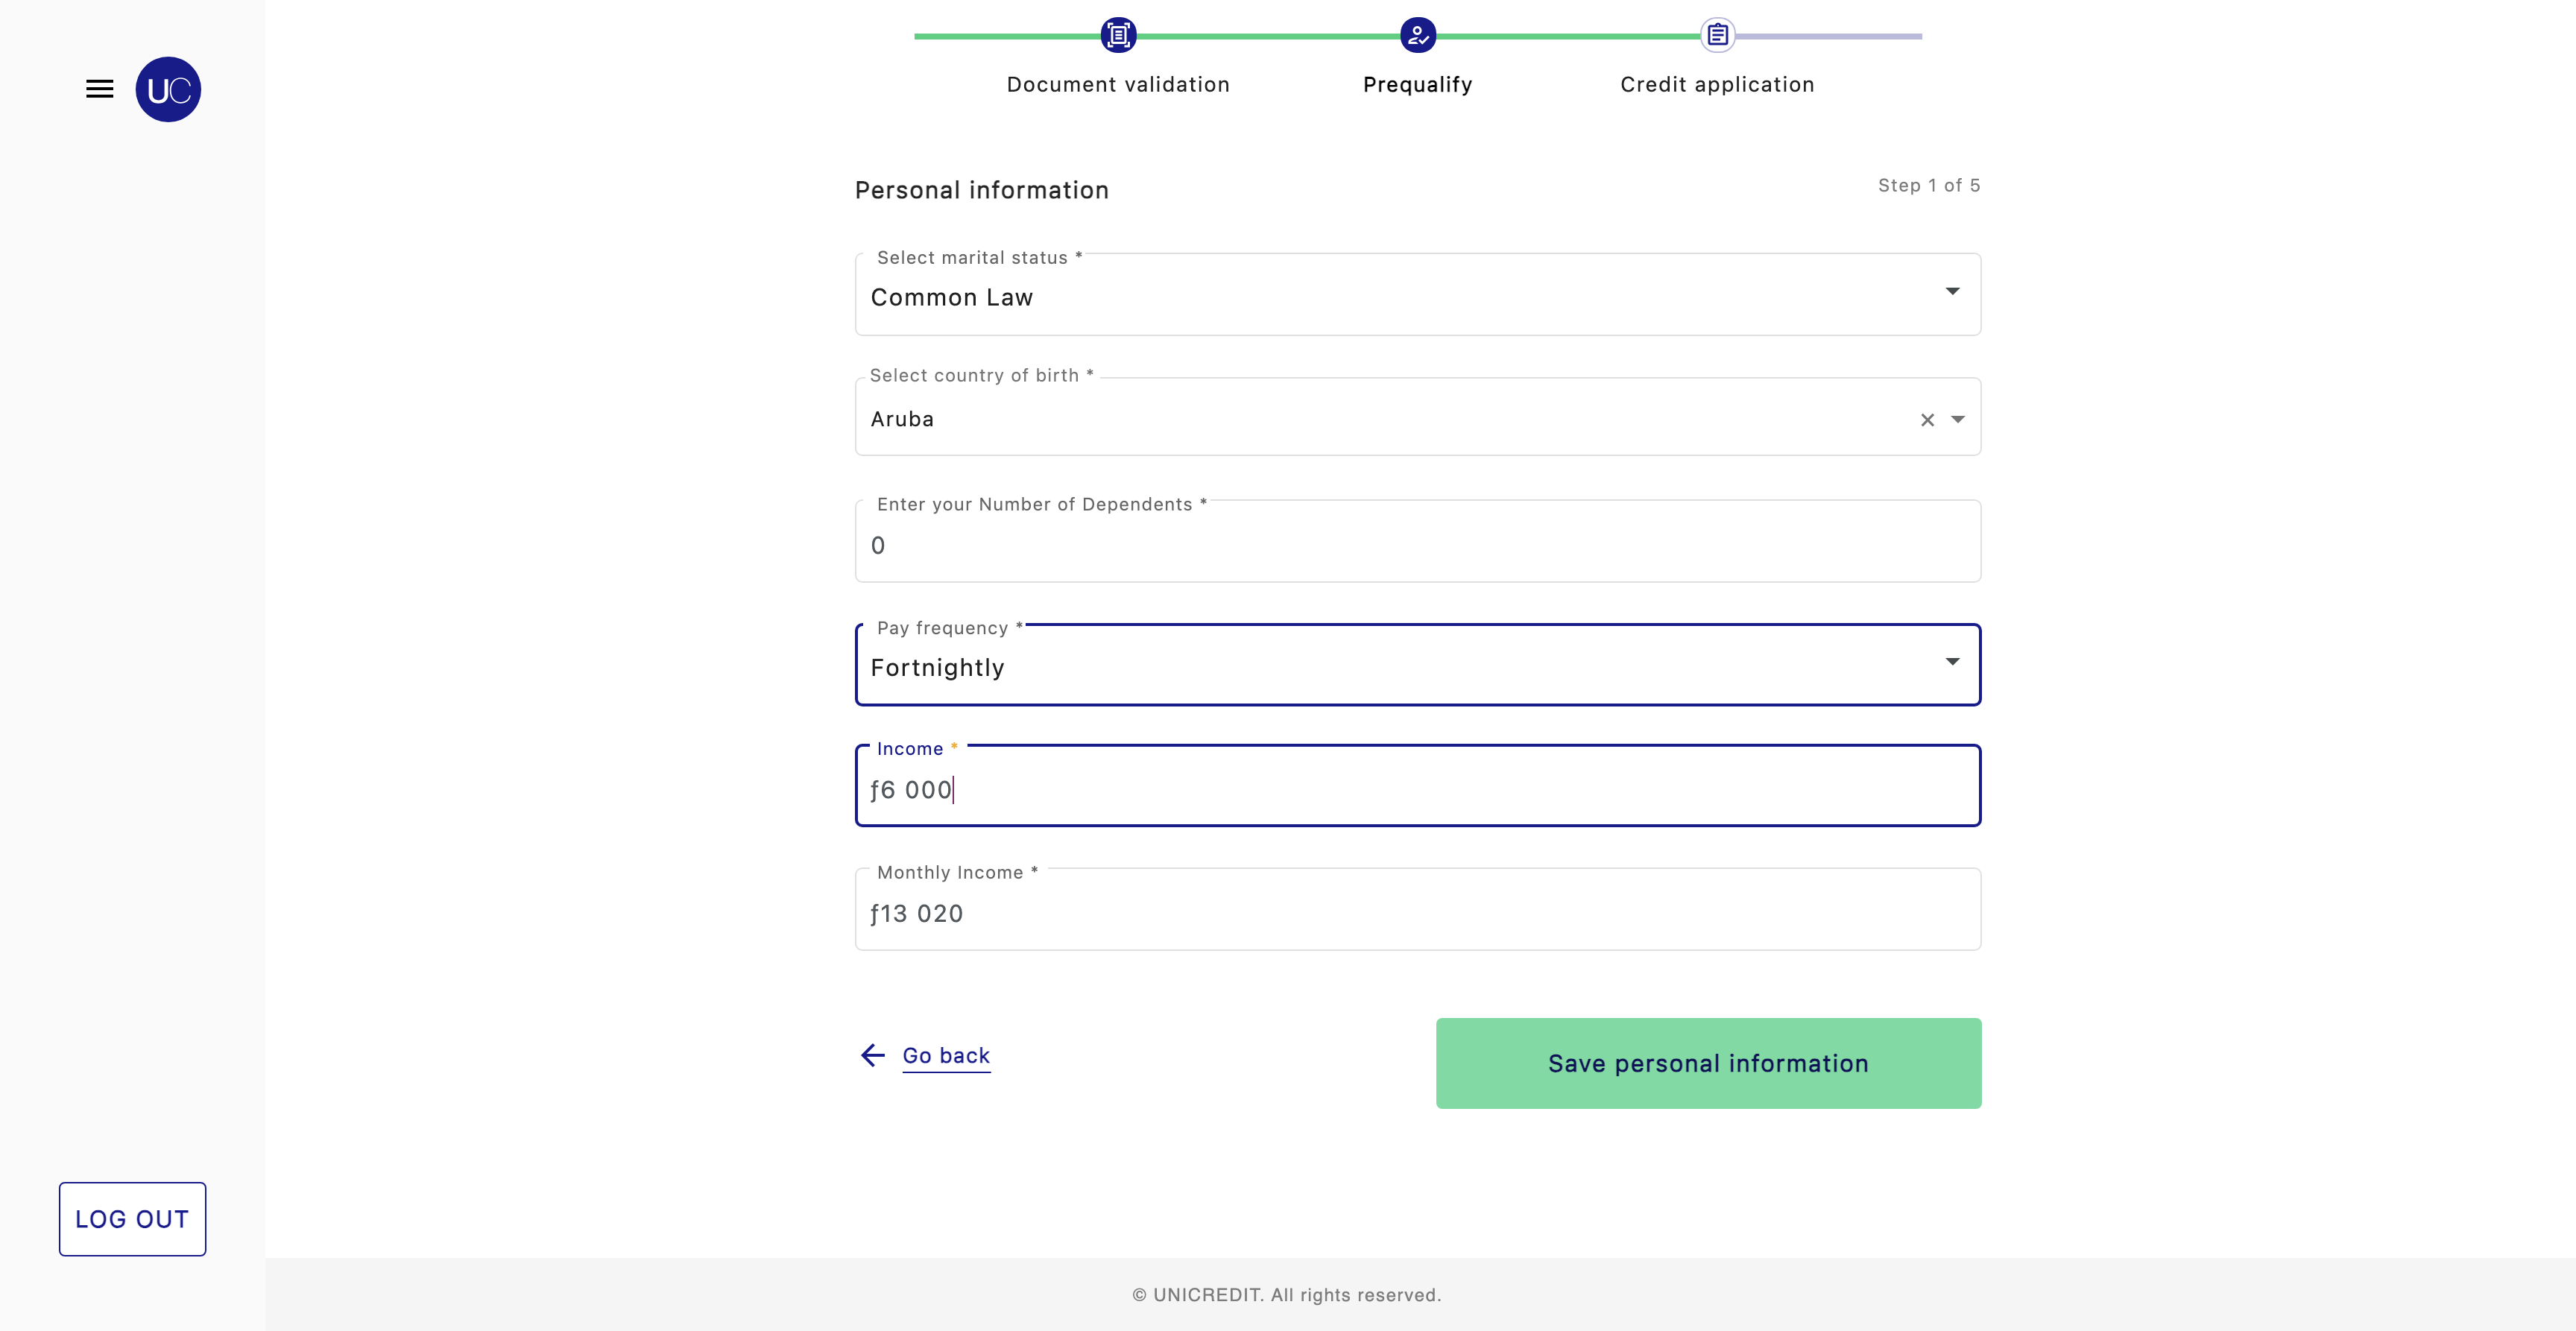 UC
Document validation
Prequalify
Credit application
Personal information
Step 1 of 5
Select marital status *
Common Law
Select country of birth *
Aruba
Enter your Number of Dependents *
0
Pay frequency *
Fortnightly
Income *
ƒ6 000
Monthly Income *
ƒ13 020
Go back
Save personal information
LOG OUT
© UNICREDIT. All rights reserved.